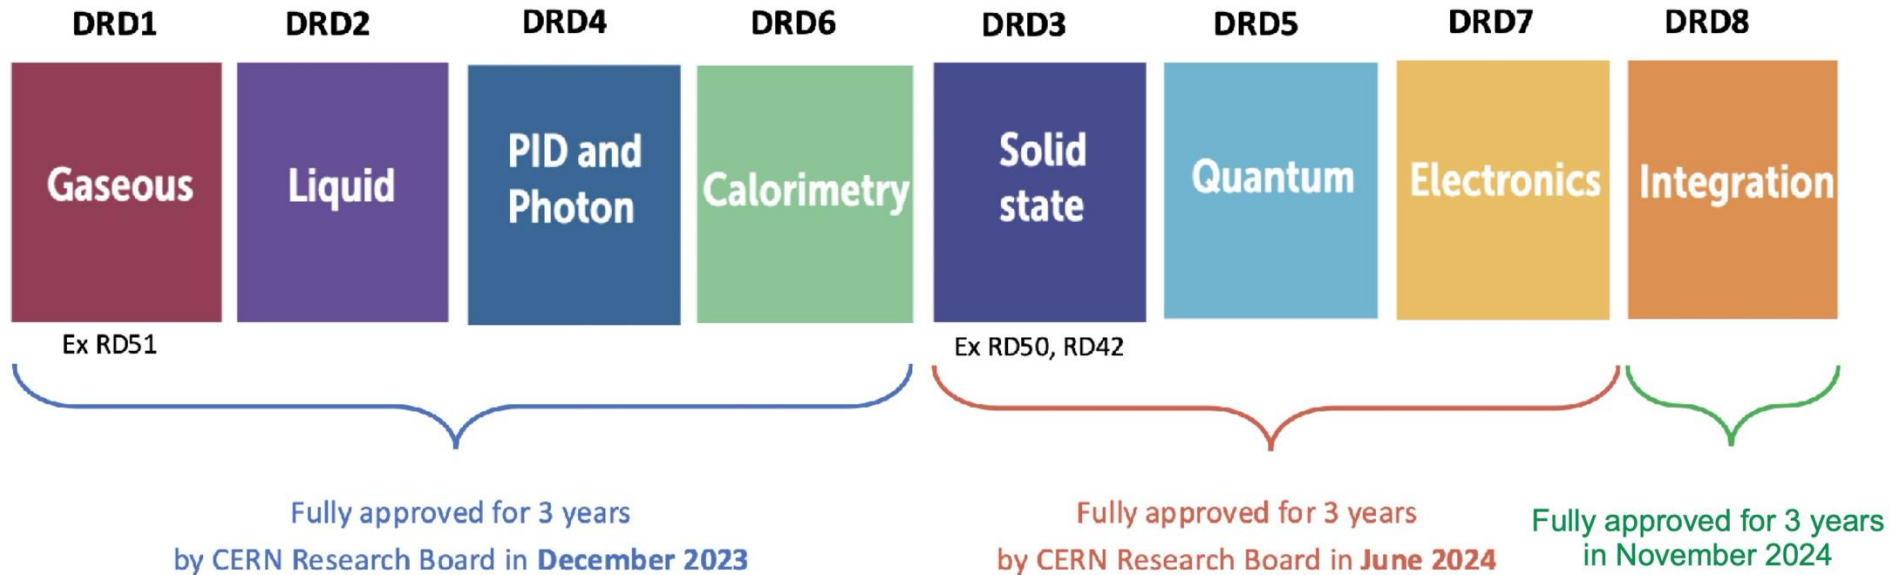 DRD1 DRD2 DRD4 DRD6 DRD3 DRD5 DRD7 DRD8
Gaseous
Liquid
PID and
Photon
Calorimetry
Solid
state
Quantum
Electronics
Integration
Ex RD51
Ex RD50, RD42
Fully approved for 3 years
by CERN Research Board in December 2023
Fully approved for 3 years
by CERN Research Board in June 2024
Fully approved for 3 years
in November 2024